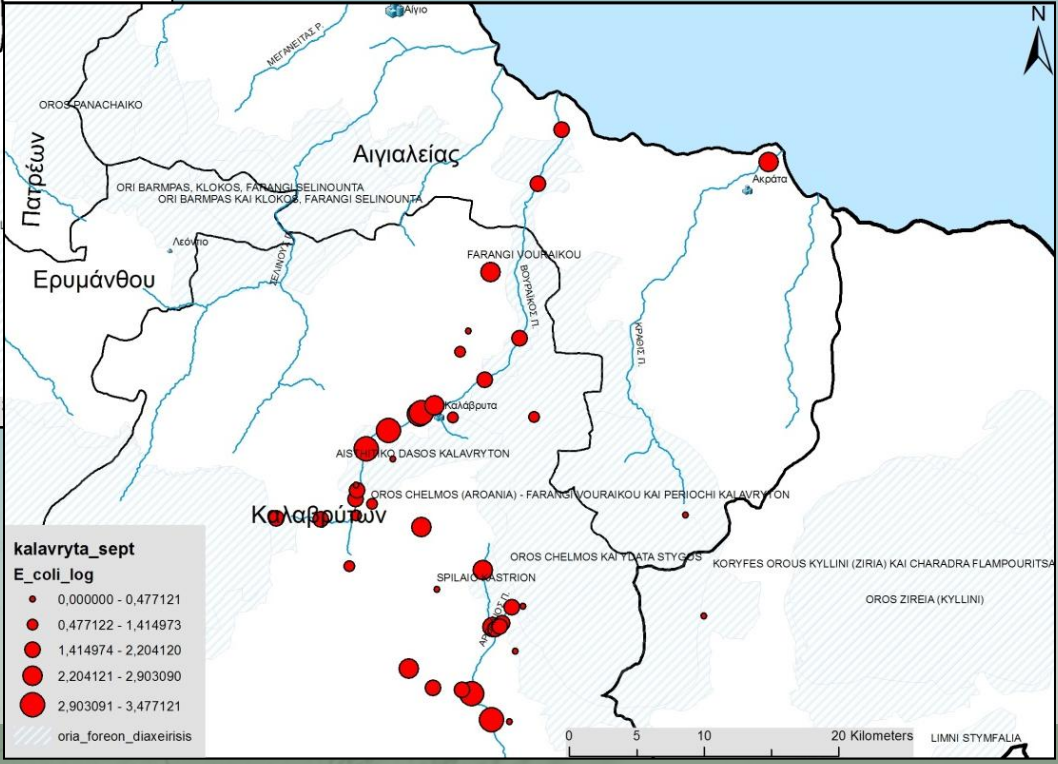 Αίγιο
N
ΜΕΓΑΝΕΙΤΑΣ Ρ.
OROS PANACHAIKO
Αιγιαλείας
Πατρέων
Ακράτα
ORI BARMPAS, KLOKOS, FARANGI SELINOUNTA
ORI BARMPAS KAI KLOKOS, FARANGI SELINOUNTA
Λεόντιο
ΣΕΛΙΝΟΥΣ Π.
FARANGI VOURAIKOU
Ερυμάνθου
ΒΟΥΡΑΪΚΟΣ Π.
ΚΡΑΘΙΣ Π.
Καλάβρυτα
AISTHITIKO DASOS KALAVRYTON
OROS CHELMOS (AROANIA) - FARANGI VOURAIKOU KAI PERIOCHI KALAVRYTON
Καλαβρύτων
OROS CHELMOS KAI YDATA STYGOS
KORYFES OROUS KYLLINI (ZIRIA) KAI CHARADRA FLAMPOURITSA
SPILAIO KASTRION
OROS ZIREIA (KYLLINI)
kalavryta_sept
E_coli_log
0,000000 - 0,477121
0,477122 - 1,414973
1,414974 - 2,204120
2,204121 - 2,903090
2,903091 - 3,477121
oria_foreon_diaxeirisis
0 5 10 20 Kilometers
LIMNI STYMFALIA